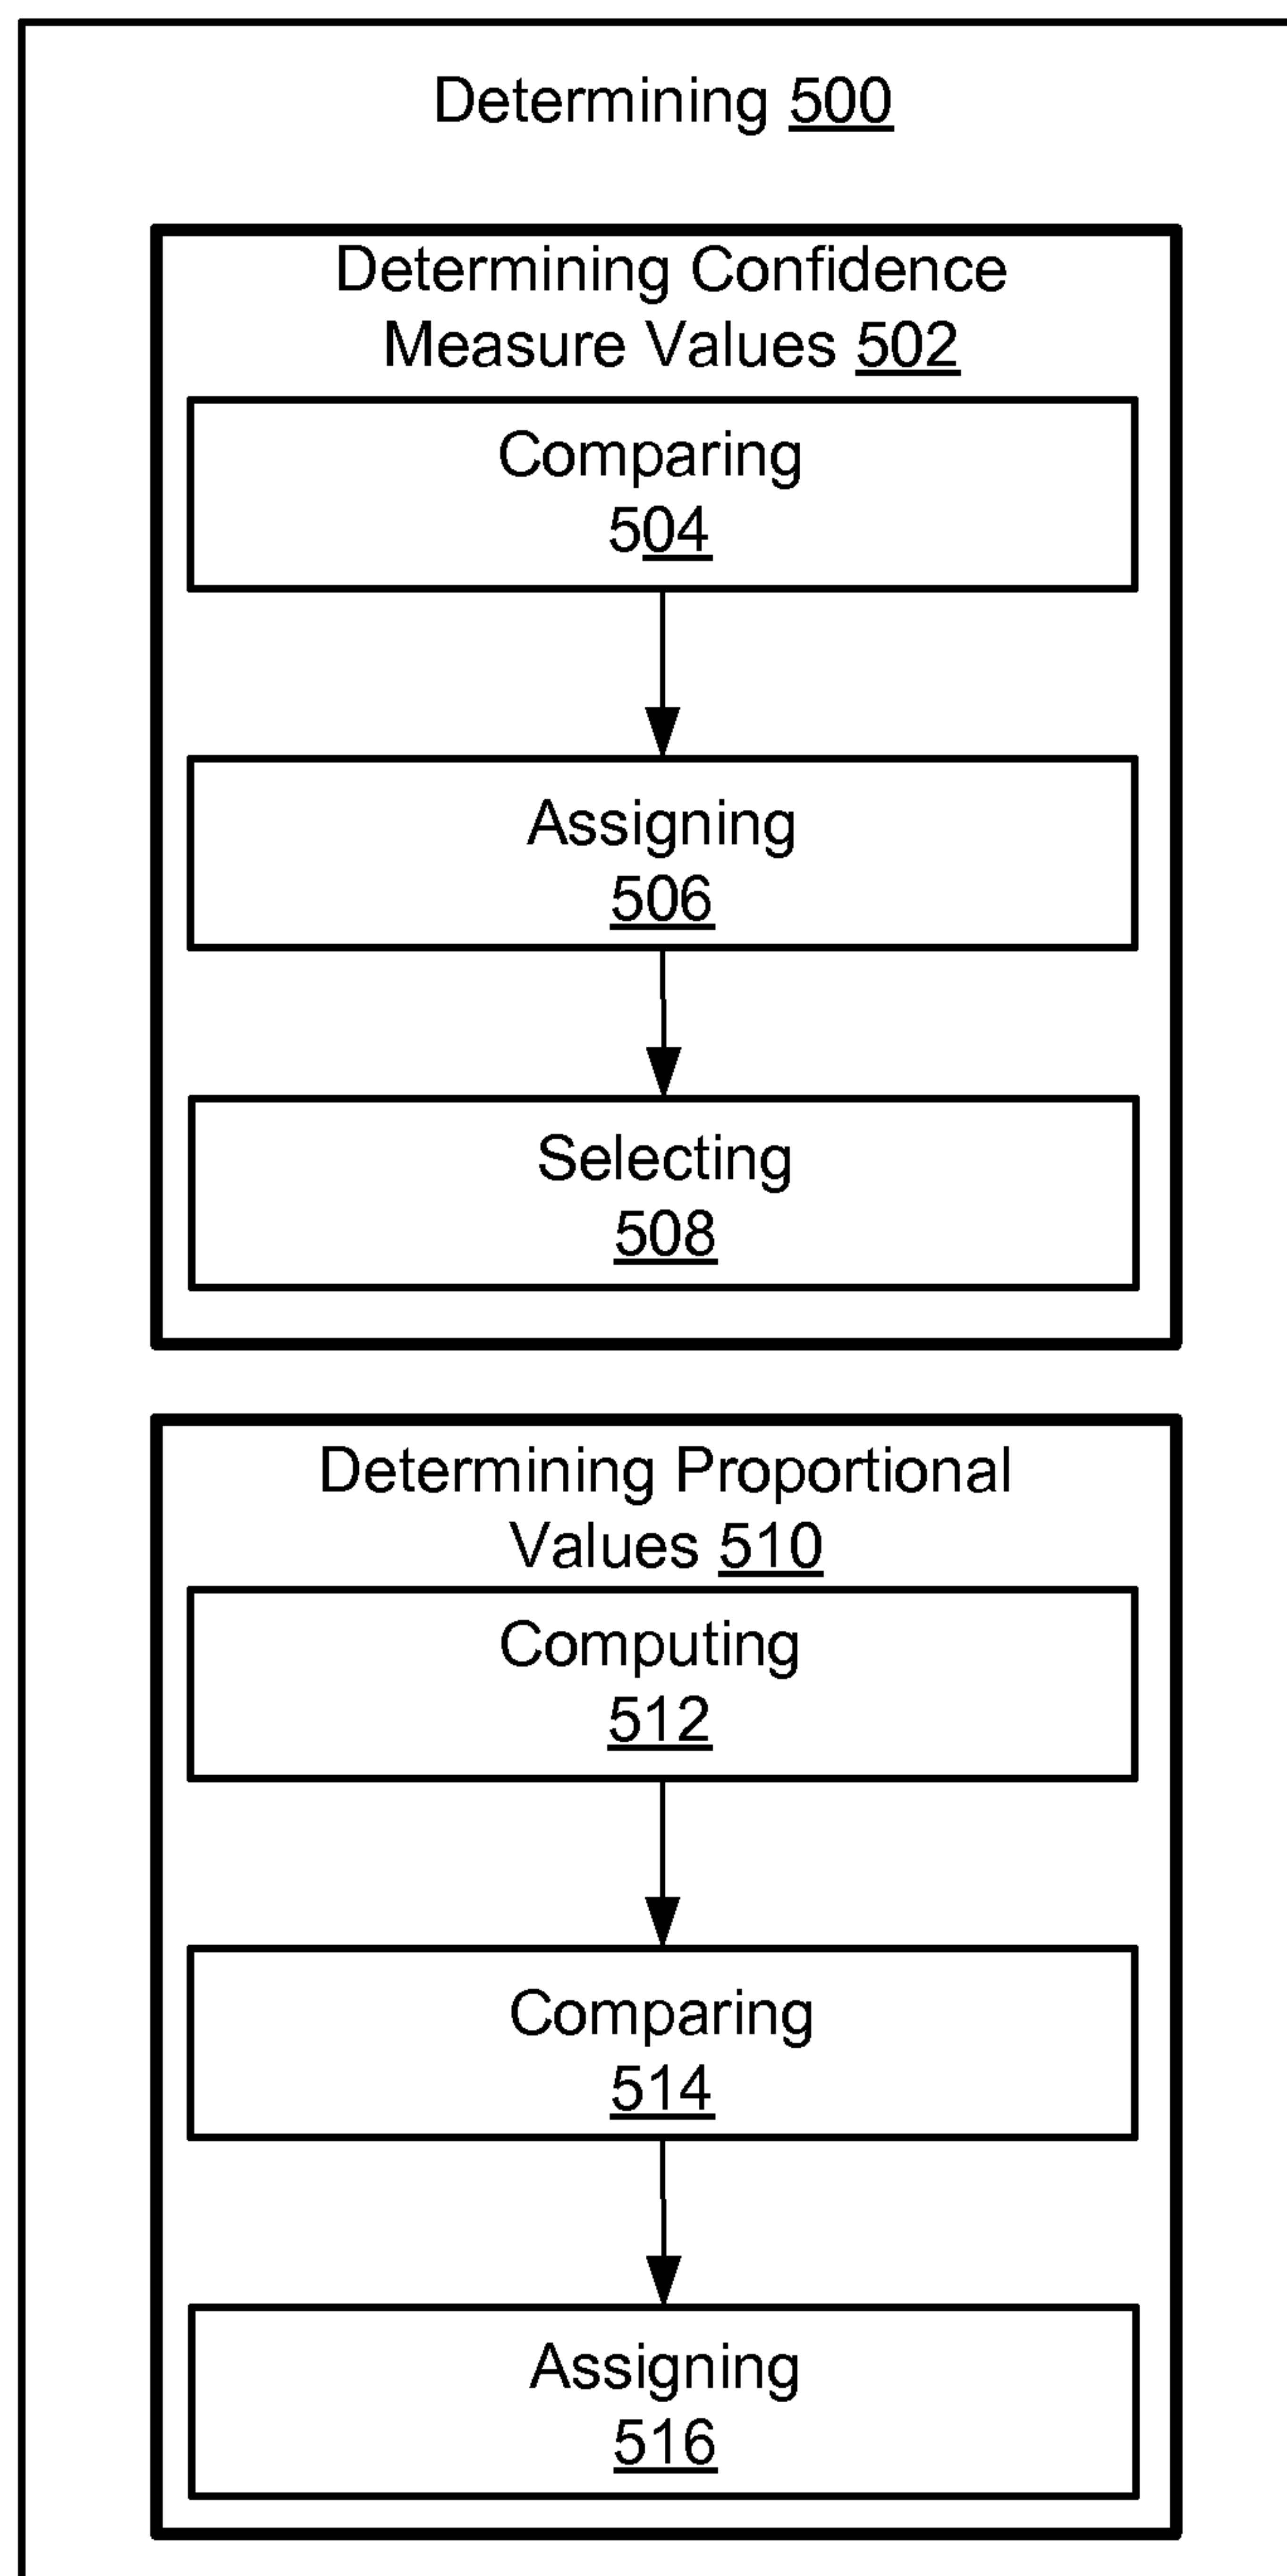 Determining 500
Determining Confidence
Measure Values 502
Comparing
504
Assigning
506
Selecting
508
Determining Proportional
Values 510
Computing
512
Comparing
514
Assigning
516